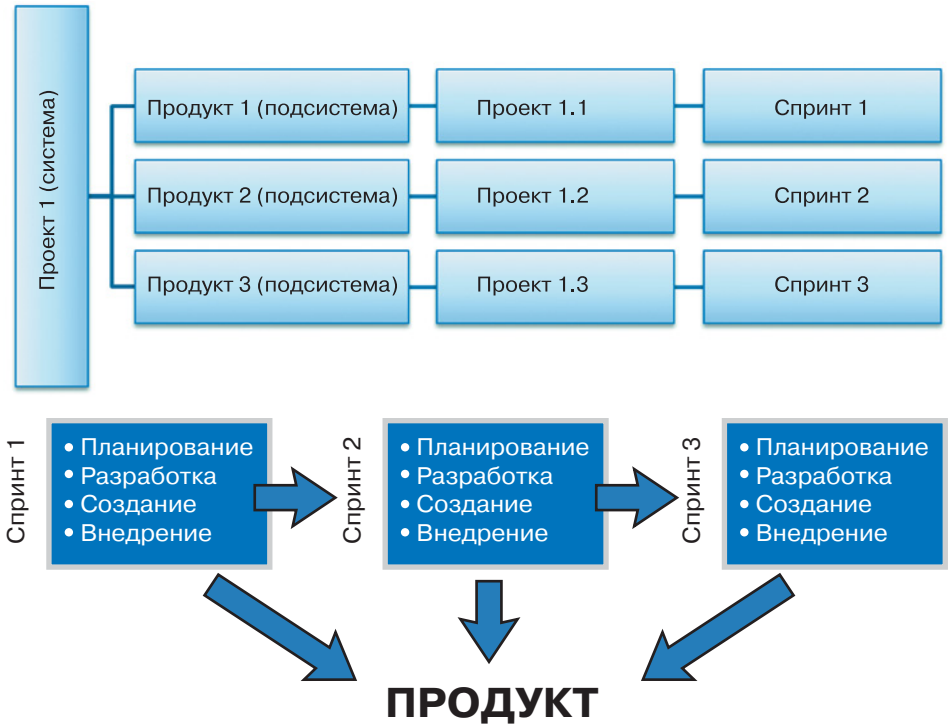 Проект 1 (система)
Продукт 1 (подсистема)
Проект 1.1
Спринт 1
Продукт 2 (подсистема)
Проект 1.2
Спринт 2
Продукт 3 (подсистема)
Проект 1.3
Спринт 3
Спринт 1
• Планирование
• Разработка
• Создание
• Внедрение
Спринт 2
• Планирование
• Разработка
• Создание
• Внедрение
Спринт 3
• Планирование
• Разработка
• Создание
• Внедрение
ПРОДУКТ